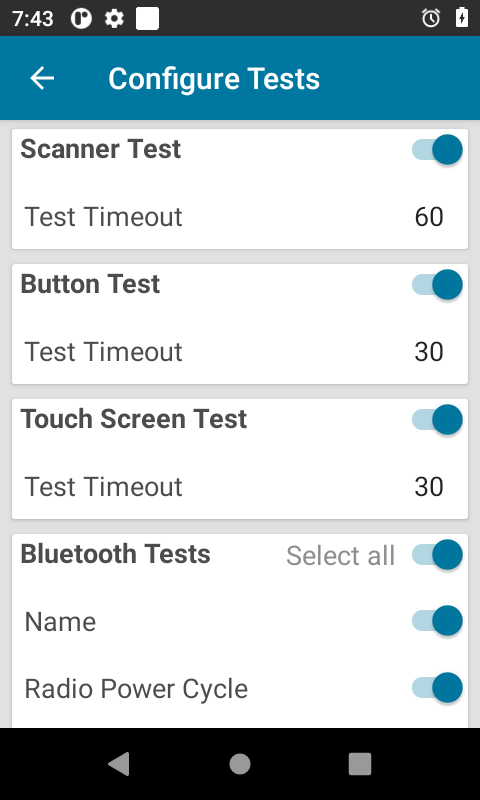 7:43
Configure Tests
Scanner Test
Test Timeout 60
Button Test
Test Timeout 30
Touch Screen Test
Test Timeout 30
Bluetooth Tests Select all
Name
Radio Power Cycle